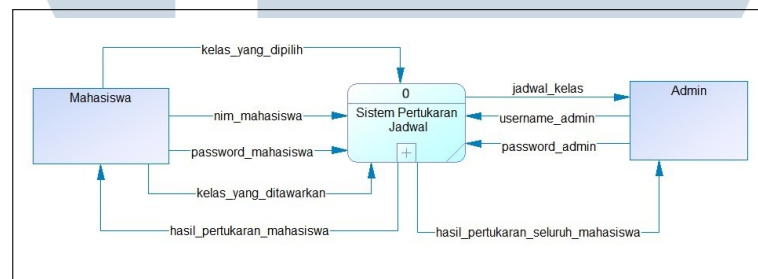 kelas_yang_dipilih
Mahasiswa
nim_mahasiswa
password_mahasiswa
kelas_yang_ditawarkan
hasil_pertukaran_mahasiswa
0
Sistem Pertukaran
Jadwal
jadwal_kelas
username_admin
password_admin
hasil_pertukaran_seluruh_mahasiswa
Admin